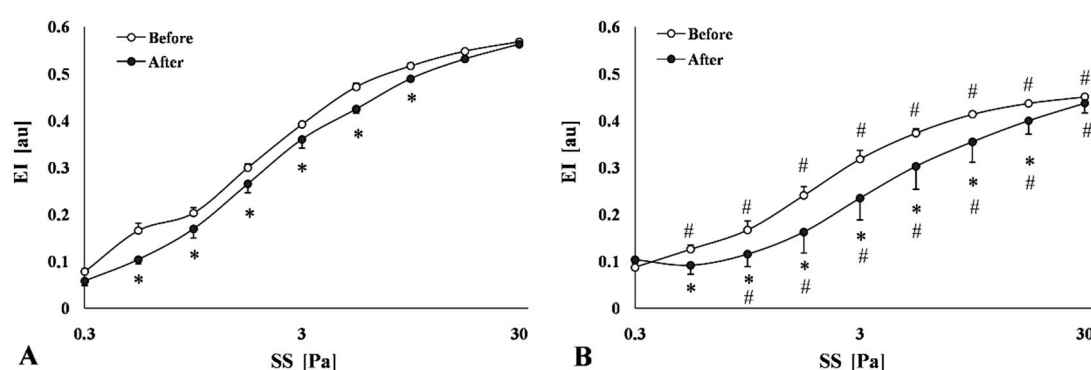 0.6
Before
After
0.5
0.4
0.3
0.2
0.1
0
EI [au]
* * * * * *
0.3 3 30
SS [Pa]
A
0.6
Before
After
0.5
0.4
0.3
0.2
0.1
0
EI [au]
# # # # # # # #
* * * * * * *
# # # # # # #
0.3 3 30
SS [Pa]
B